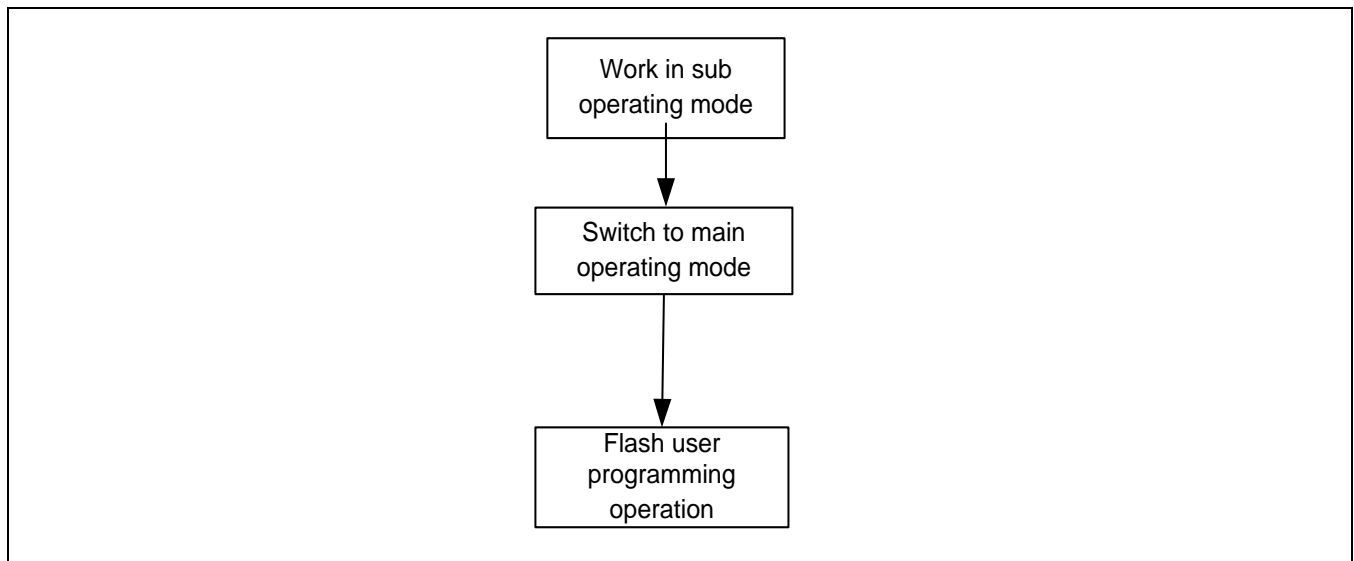 Work in sub
operating mode
Switch to main
operating mode
Flash user
programming
operation